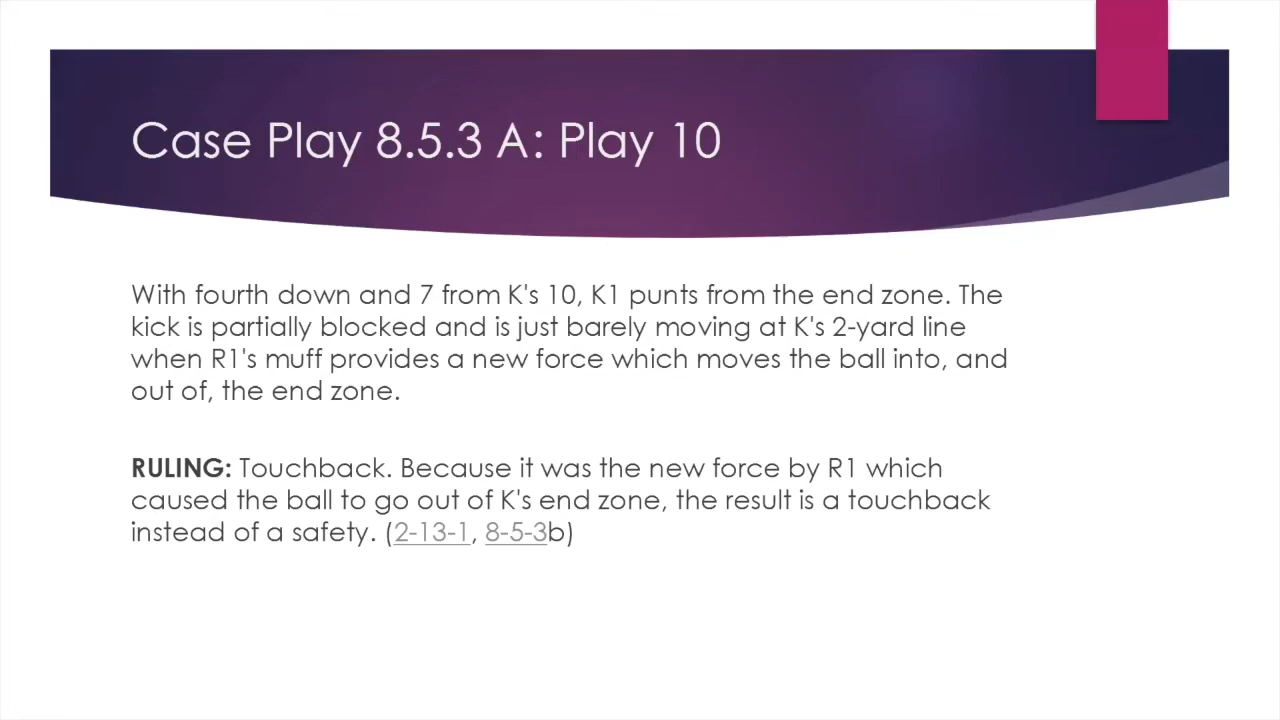 Case Play 8.5.3 A: Play 10
With fourth down and 7 from K's 10, K1 punts from the end zone. The
kick is partially blocked and is just barely moving at K's 2-yard line
when R1's muff provides a new force which moves the ball into, and
out of, the end zone.
RULING: Touchback. Because it was the new force by R1 which
caused the ball to go out of K's end zone, the result is a touchback
instead of a safety. (2-13-1, 8-5-3b)